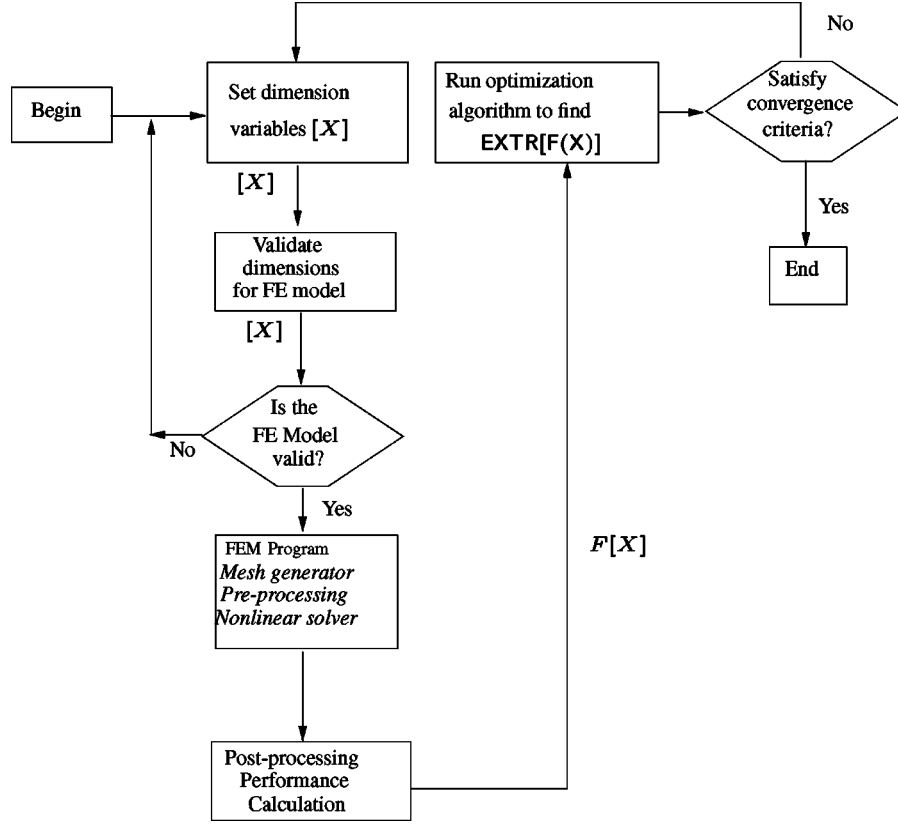 Begin
Set dimension
variables [X]
[X]
Validate
dimensions
for FE model
[X]
Is the
FE Model
valid?
No
Yes
FEM Program
Mesh generator
Pre-processing
Nonlinear solver
Post-processing
Performance
Calculation
F[X]
Run optimization
algorithm to find
EXTR[F(X)]
Satisfy
convergence
criteria?
No
Yes
End